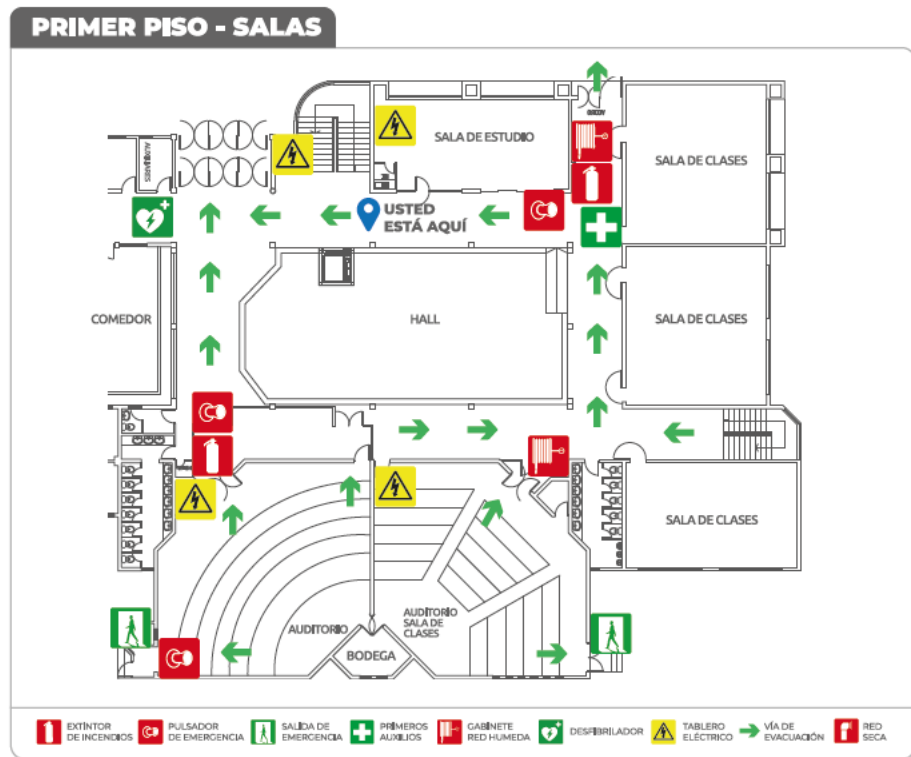 PRIMER PISO - SALAS
SALA DE ESTUDIO
SALA DE CLASES
AUXILIARES
USTED
ESTÁ AQUÍ
COMEDOR
HALL
SALA DE CLASES
SALA DE CLASES
AUDITORIO
AUDITORIO
SALA DE
CLASES
BODEGA
EXTINTOR
DE INCENDIOS
PULSADOR
DE EMERGENCIA
SALIDA DE
EMERGENCIA
PRIMEROS
AUXILIOS
GABINETE
RED HUMEDA
DESFIBRILADOR
TABLERO
ELÉCTRICO
VÍA DE
EVACUACIÓN
RED
SECA